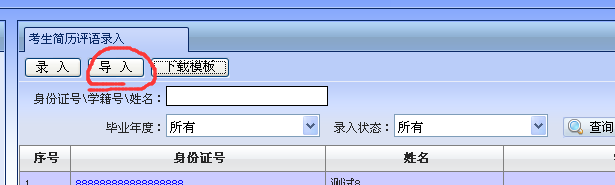 考生简历评语录入
录 入 导 入 下载模板
身份证号\学籍号\姓名：
毕业年度： 所有 录入状态： 所有 查询
序号 身份证号 姓名